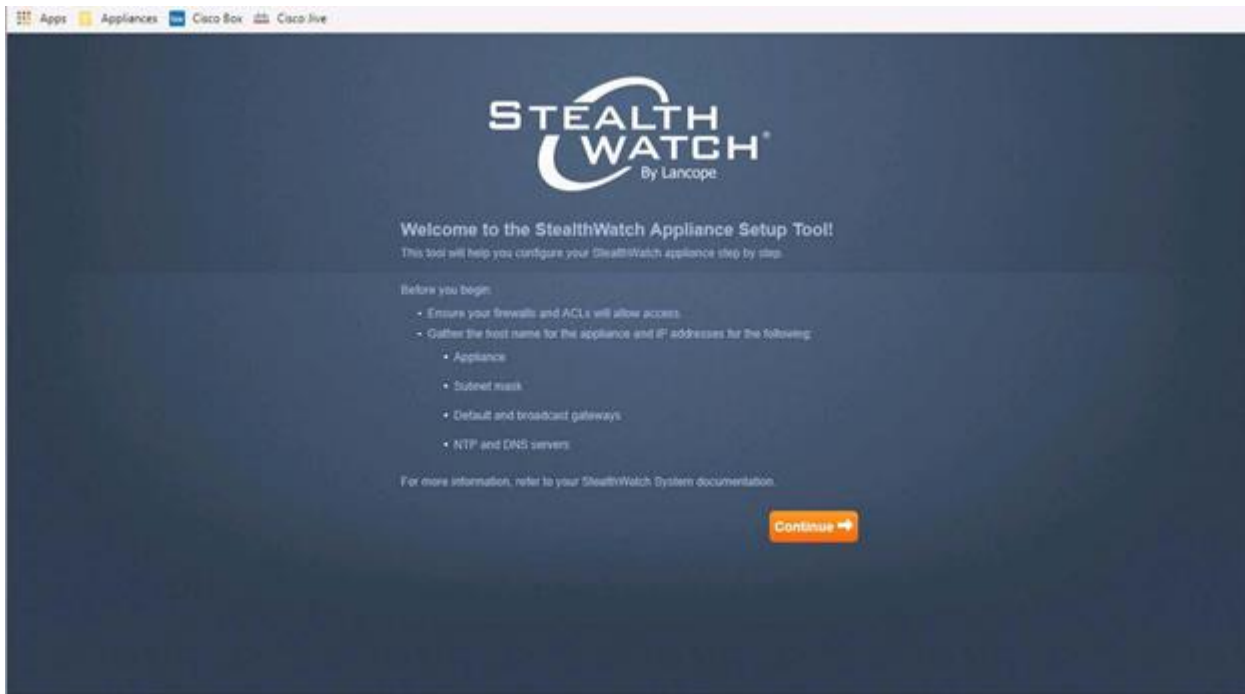 Apps Appliances Cisco Box Cisco Jive
STEALTH
WATCH®
By Lancope
Welcome to the StealthWatch Appliance Setup Tool!
This tool will help you configure your StealthWatch appliance step by step.
Before you begin:
• Ensure your firewalls and ACLs will allow access.
• Gather the host name for the appliance and IP addresses for the following:
• Appliance
• Subnet mask
• Default and broadcast gateways
• NTP and DNS servers
For more information, refer to your StealthWatch System documentation.
Continue